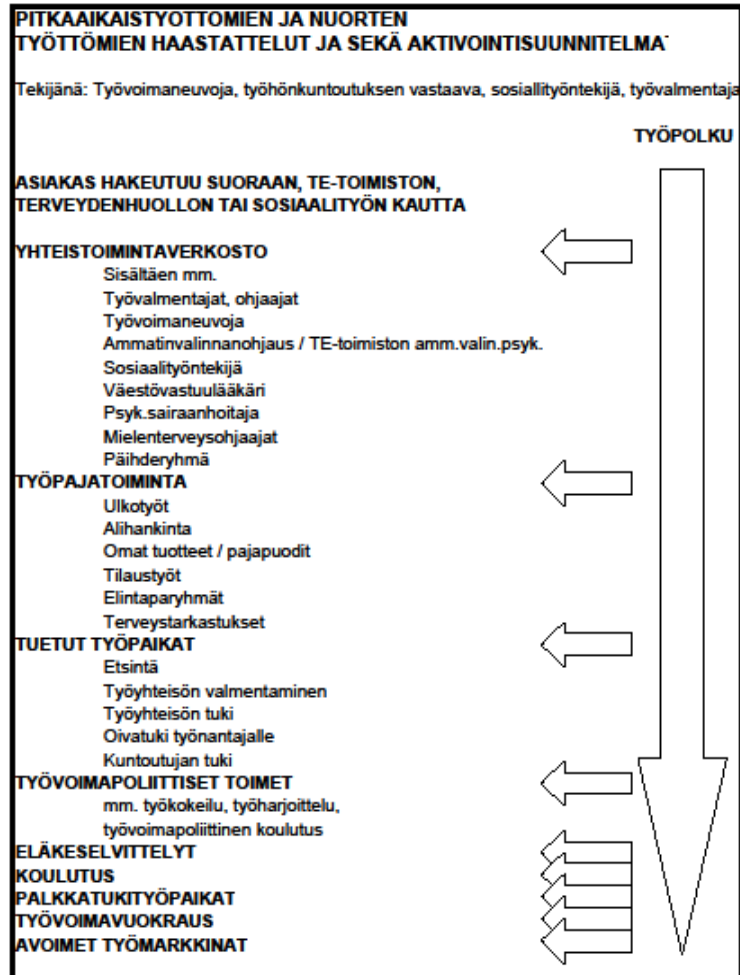 PITKAAIKAISTYOTTOMIEN JA NUORTEN
TYÖTTÖMIEN HAASTATTELUT JA SEKÄ AKTIVOINTISUUNNITELMA
Tekijänä: Työvoimaneuvoja, työhönkuntoutuksen vastaava, sosiallityöntekijä, työvalmentaja
TYÖPOLKU
ASIAKAS HAKEUTUU SUORAAN, TE-TOIMISTON,
TERVEYDENHUOLLON TAI SOSIAALITYÖN KAUTTA
YHTEISTOIMINTAVERKOSTO
Sisältäen mm.
Työvalmentajat, ohjaajat
Työvoimaneuvoja
Ammatinvalinnanohjaus / TE-toimiston amm.valin.psyk.
Sosiaalityöntekijä
Väestövastuulääkäri
Psyk.sairaanhoitaja
Mielenterveysohjaajat
Päihderyhmä
TYÖPAJATOIMINTA
Ulkotyöt
Alihankinta
Omat tuotteet / pajapuodit
Tilaustyöt
Elintaparyhmät
Terveystarkastukset
TUETUT TYÖPAIKAT
Etsintä
Työyhteisön valmentaminen
Työyhteisön tuki
Oivatuki työnantajalle
Kuntoutujan tuki
TYÖVOIMAPOLIITTISET TOIMET
mm. työkokeilu, työharjoittelu,
työvoimapoliittinen koulutus
ELÄKESELVITTELYT
KOULUTUS
PALKKATUKITYÖPAIKAT
TYÖVOIMAVUOKRAUS
AVOIMET TYÖMARKKINAT